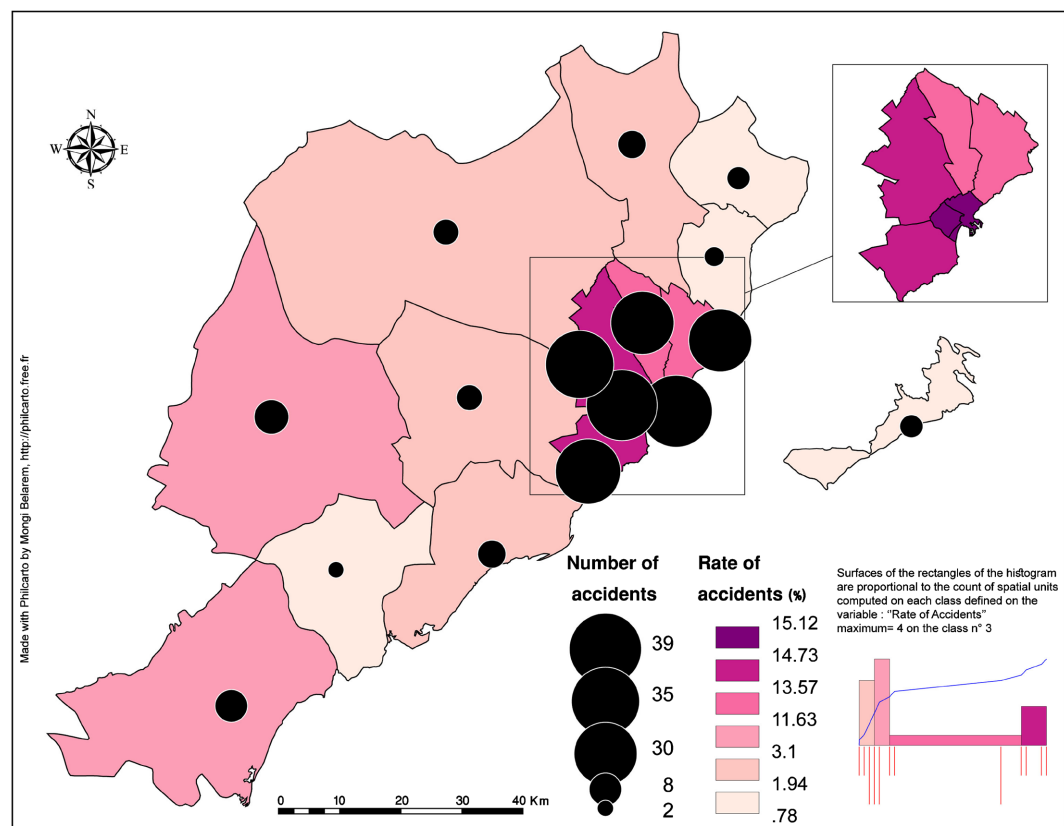 N
W E
S
Made with Philcarto by Mongi Belarem, http://philcarto.free.fr
0 10 20 30 40 Km
Number of
accidents
39
35
30
8
2
Rate of
accidents (%)
15.12
14.73
13.57
11.63
3.1
1.94
.78
Surfaces of the rectangles of the histogram
are proportional to the count of spatial units
computed on each class defined on the
variable : "Rate of Accidents"
maximum= 4 on the class n° 3